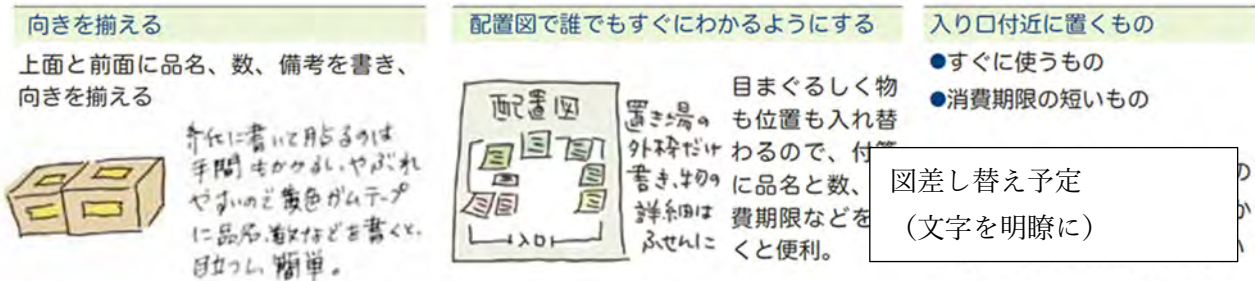 向きを揃える
上面と前面に品名、数、備考を書き、
向きを揃える
紙に書いて貼るのは
手間もかかるし、やぶれ
やすいので黄色ガムテープ
に品名、数などを書くと、
目立つし、簡単。
配置図で誰でもすぐにわかるようにする
配置図
入口
置き場の
外枠だけ
書き、物の
詳細は
ふせんに
目まぐるしく物
も位置も入れ替
わるので、付箋
に品名と数、
費期限などを
くと便利。
入り口付近に置くもの
●すぐに使うもの
●消費期限の短いもの
図差し替え予定
（文字を明瞭に）
の
か